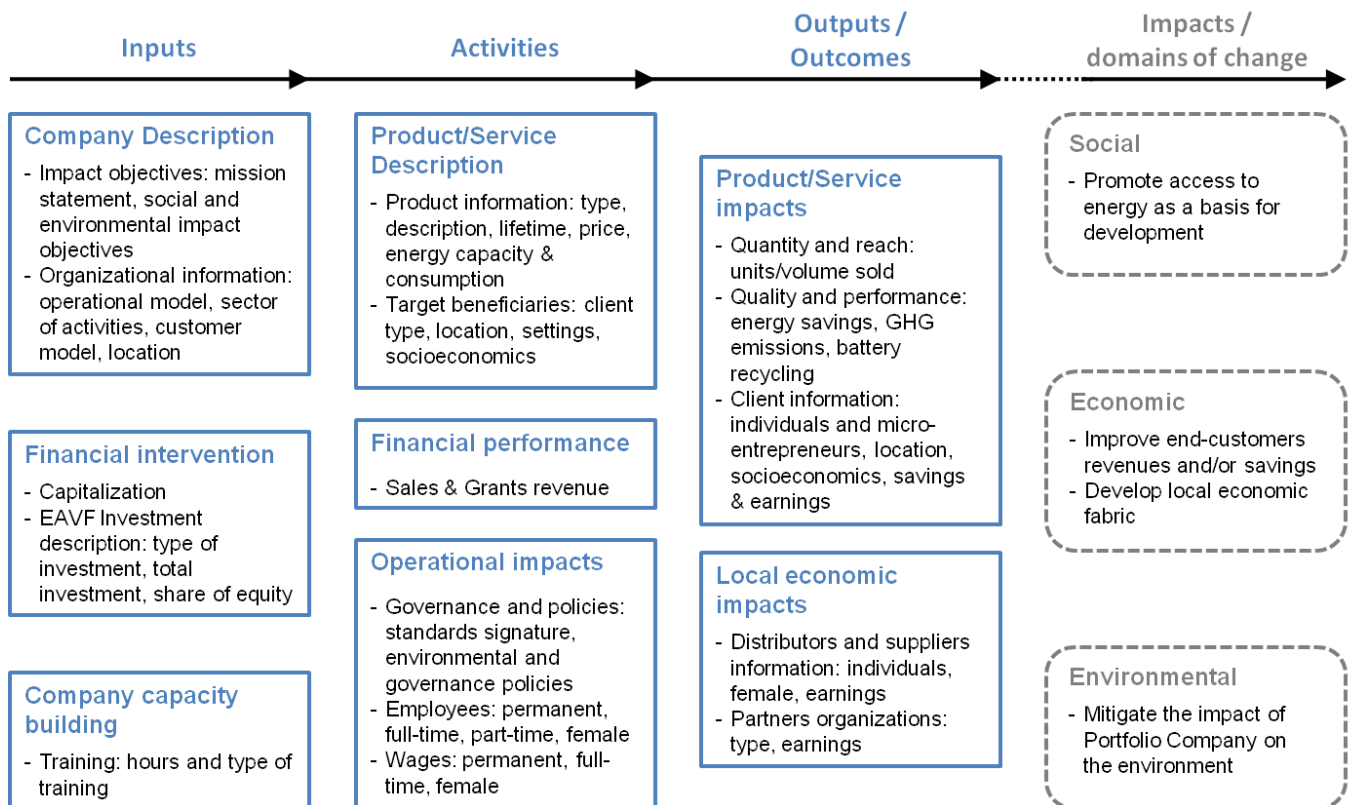 Inputs
Activities
Outputs /
Outcomes
Impacts /
domains of change
Company Description
- Impact objectives: mission
statement, social and
environmental impact
objectives
- Organizational information:
operational model, sector
of activities, customer
model, location
Financial intervention
- Capitalization
- EAVF Investment
description: type of
investment, total
investment, share of equity
Company capacity
building
- Training: hours and type of
training
Product/Service
Description
- Product information: type,
description, lifetime, price,
energy capacity &
consumption
- Target beneficiaries: client
type, location, settings,
socioeconomics
Financial performance
- Sales & Grants revenue
Operational impacts
- Governance and policies:
standards signature,
environmental and
governance policies
- Employees: permanent,
full-time, part-time, female
- Wages: permanent, full-
time, female
Product/Service
impacts
- Quantity and reach:
units/volume sold
- Quality and performance:
energy savings, GHG
emissions, battery
recycling
- Client information:
individuals and micro-
entrepreneurs, location,
socioeconomics, savings
& earnings
Local economic
impacts
- Distributors and suppliers
information: individuals,
female, earnings
- Partners organizations:
type, earnings
Social
- Promote access to
energy as a basis for
development
Economic
- Improve end-customers
revenues and/or savings
- Develop local economic
fabric
Environmental
- Mitigate the impact of
Portfolio Company on
the environment